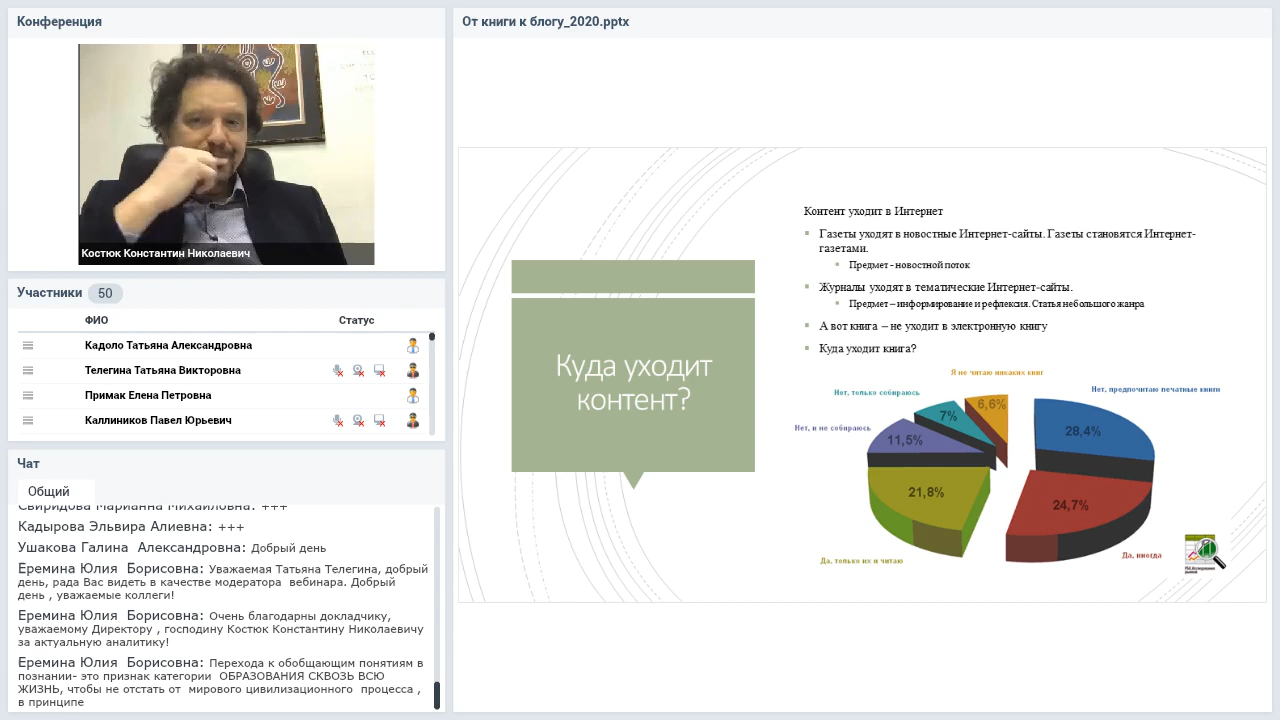 Конференция
Костюк Константин Николаевич
Участники 50
ФИО Статус
Кадоло Татьяна Александровна
Телегина Татьяна Викторовна
Примак Елена Петровна
Каллиников Павел Юрьевич
Чат
Общий
Свиридова Марианна Михайловна: +++
Кадырова Эльвира Алиевна: +++
Ушакова Галина Александровна: Добрый день
Еремина Юлия Борисовна: Уважаемая Татьяна Телегина, добрый
день, рада Вас видеть в качестве модератора вебинара. Добрый
день , уважаемые коллеги!
Еремина Юлия Борисовна: Очень благодарны докладчику,
уважаемому Директору , господину Костюк Константину Николаевичу
за актуальную аналитику!
Еремина Юлия Борисовна: Перехода к обобщающим понятиям в
познании- это признак категории ОБРАЗОВАНИЯ СКВОЗЬ ВСЮ
ЖИЗНЬ, чтобы не отстать от мирового цивилизационного процесса ,
в принципе
От книги к блогу_2020.pptx
Куда уходит
контент?
Контент уходит в Интернет
Газеты уходят в новостные Интернет-сайты. Газеты становятся Интернет-
газетами.
Предмет - новостной поток
Журналы уходят в тематические Интернет-сайты.
Предмет – информирование и рефлексия. Статья небольшого жанра
А вот книга – не уходит в электронную книгу
Куда уходит книга?
Я не читаю никаких книг
Нет, предпочитаю печатные книги
Нет, только собираюсь
Нет, и не собираюсь
6,6%
7%
11,5%
28,4%
21,8%
24,7%
Да, иногда
Да, только их и читаю